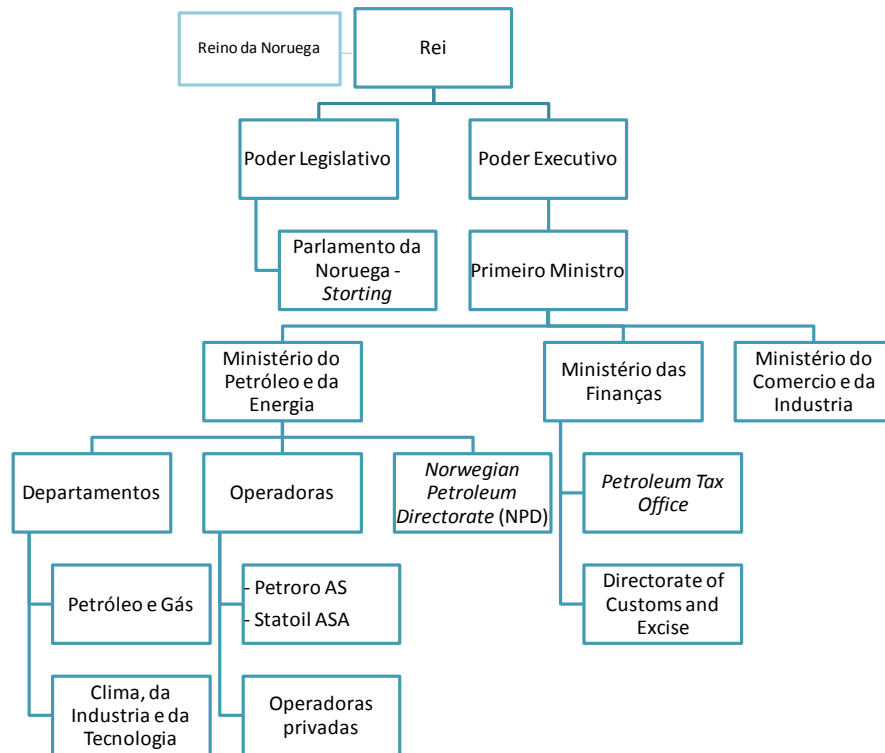 Reino da Noruega
Rei
Poder Legislativo
Poder Executivo
Parlamento da
Noruega -
Storting
Primeiro Ministro
Ministério do
Petróleo e da
Energia
Ministério das
Finanças
Ministério do
Comercio e da
Industria
Departamentos
Operadoras
Norwegian
Petroleum
Directorate (NPD)
Petroleum Tax
Office
Petróleo e Gás
- Petroro AS
- Statoil ASA
Directorate of
Customs and
Excise
Clima, da
Industria e da
Tecnologia
Operadoras
privadas